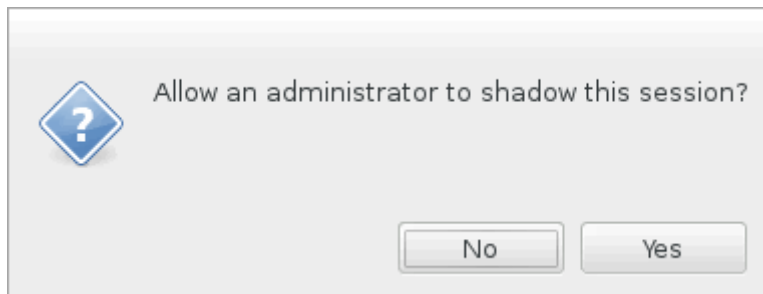 Allow an administrator to shadow this session?
No
Yes